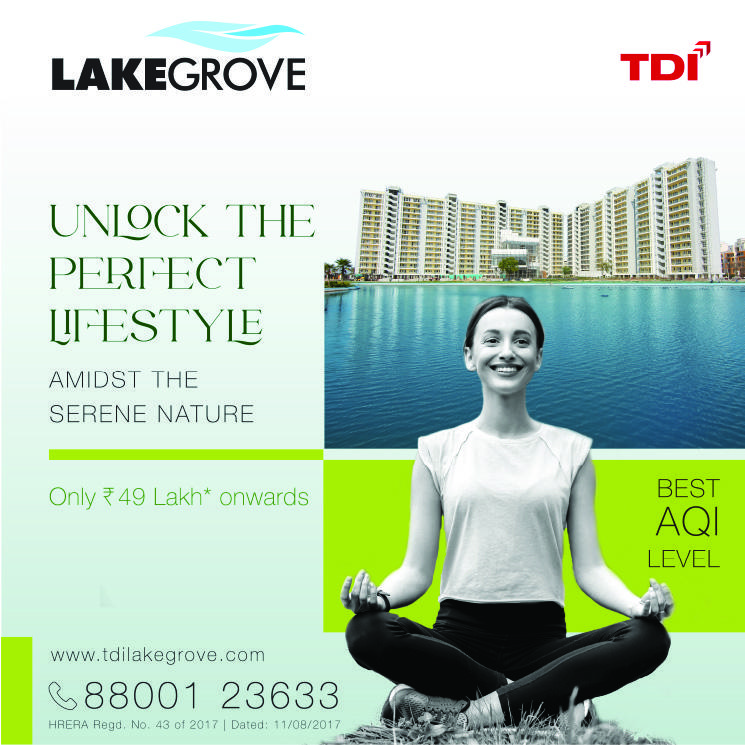 LAKEGROVE
TDI
UNLOCK THE
PERFECT
LIFESTYLE
AMIDST THE
SERENE NATURE
Only ₹ 49 Lakh* onwards
BEST
AQI
LEVEL
www.tdilakegrove.com
88001 23633
HRERA Regd. No. 43 of 2017 | Dated: 11/08/2017